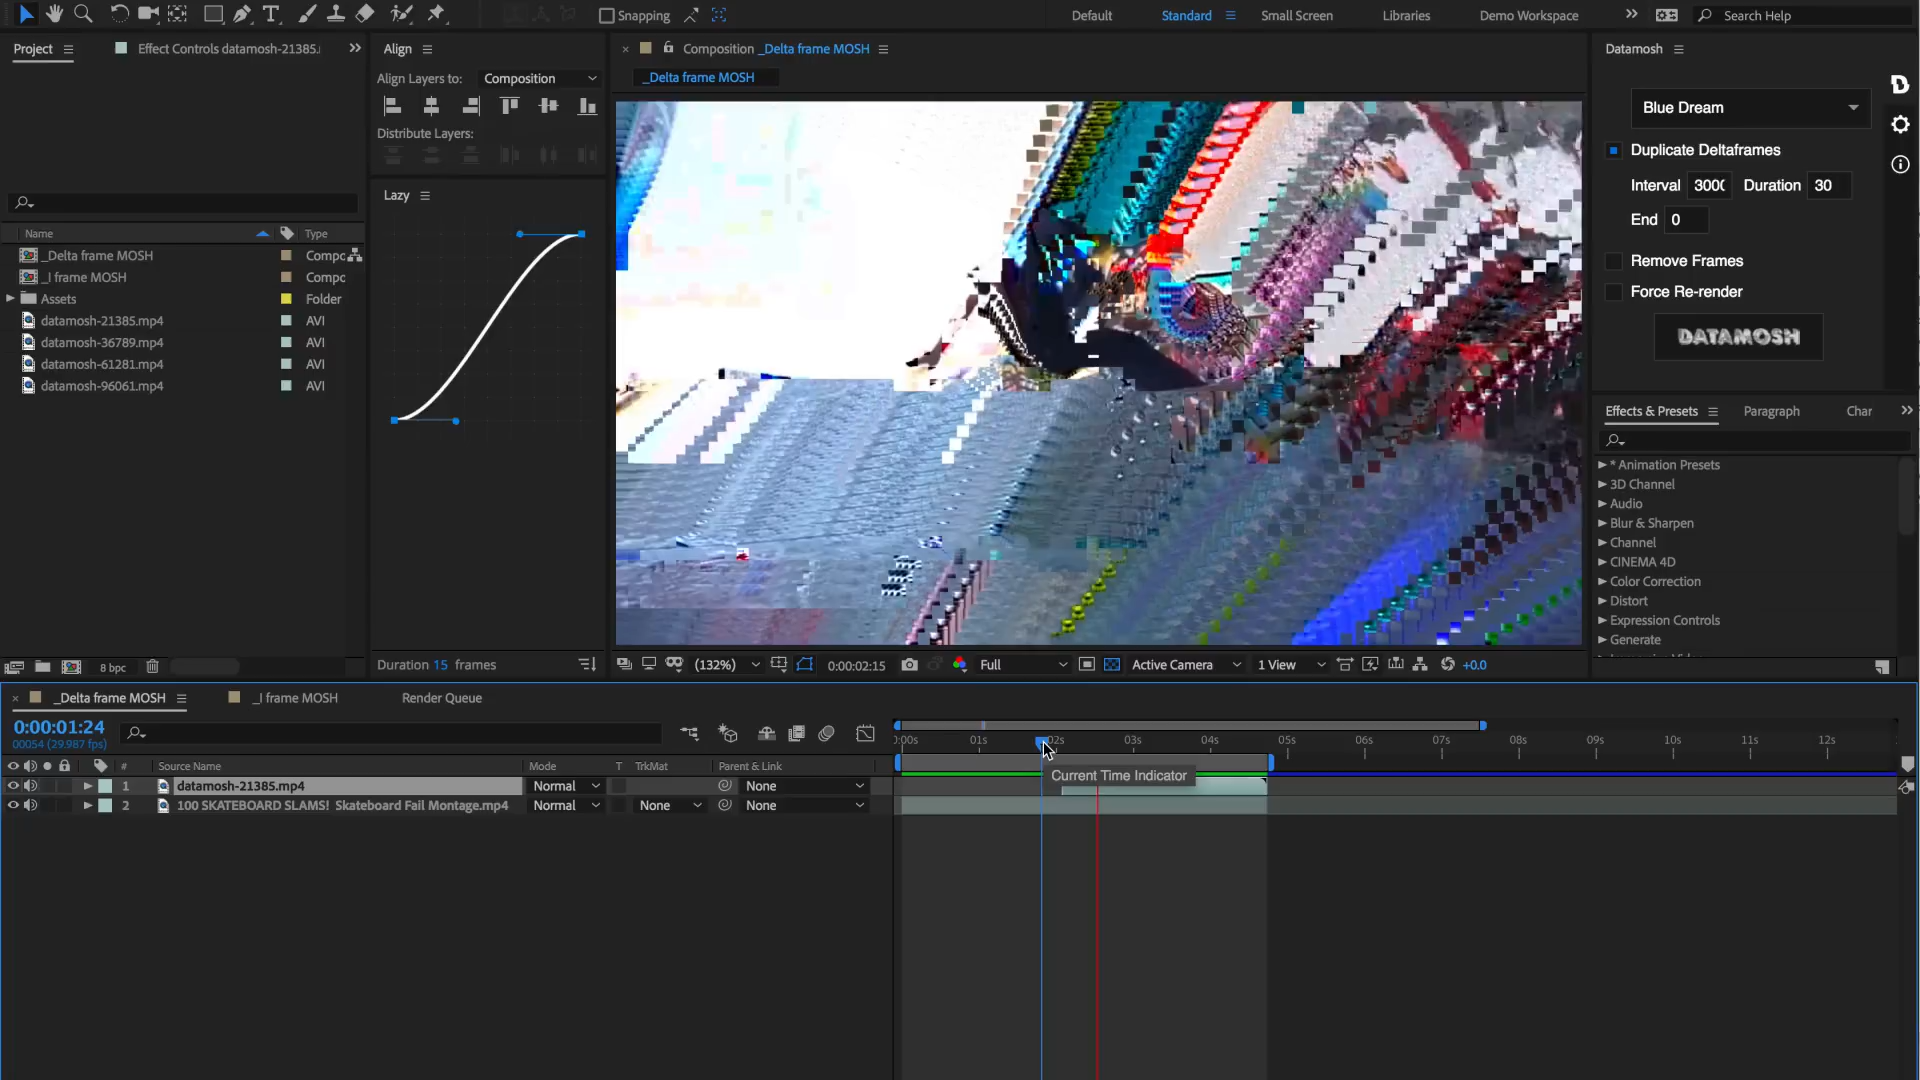 Snapping
Default
Standard
Small Screen
Libraries
Demo Workspace
Search Help
Project
Effect Controls datamosh-21385.
Align
Composition _Delta frame MOSH
Datamosh
Align Layers to:
Composition
_Delta frame MOSH
Blue Dream
Distribute Layers:
Duplicate Deltaframes
Interval 300 Duration 30
End 0
Lazy
Name
Type
_Delta frame MOSH
Compc
_I frame MOSH
Compc
Assets
Folder
datamosh-21385.mp4
AVI
datamosh-36789.mp4
AVI
datamosh-61281.mp4
AVI
datamosh-96061.mp4
AVI
Remove Frames
Force Re-render
DATAMOSH
Effects & Presets
Paragraph
Char
* Animation Presets
3D Channel
Audio
Blur & Sharpen
Channel
CINEMA 4D
Color Correction
Distort
Expression Controls
Generate
8 bpc
Duration 15 frames
(132%)
0:00:02:15
Full
Active Camera
1 View
+0.0
_Delta frame MOSH
_I frame MOSH
Render Queue
0:00:01:24
00054 (29.987 fps)
:00s 01s 02s 03s 04s 05s 06s 07s 08s 09s 10s 11s 12s
# Source Name Mode T TrkMat Parent & Link
Current Time Indicator
1 datamosh-21385.mp4 Normal None
2 100 SKATEBOARD SLAMS! Skateboard Fail Montage.mp4 Normal None None